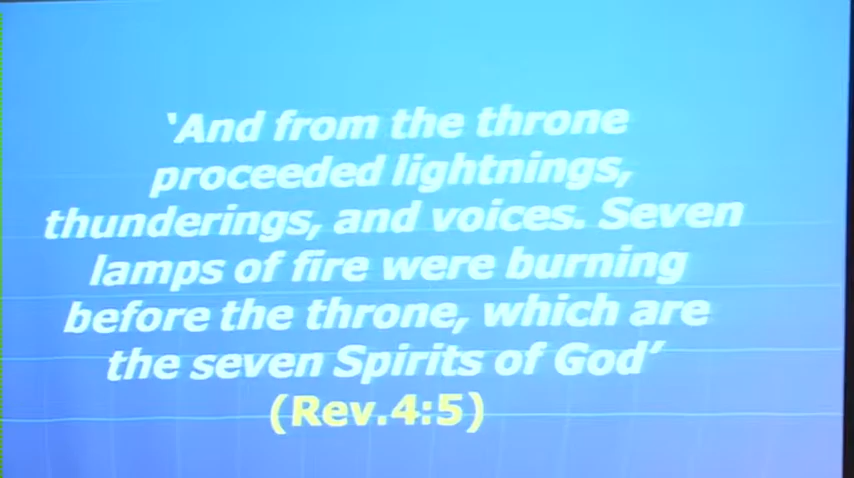 ‘And from the throne
proceeded lightnings,
thunderings, and voices. Seven
lamps of fire were burning
before the throne, which are
the seven Spirits of God’
(Rev.4:5)